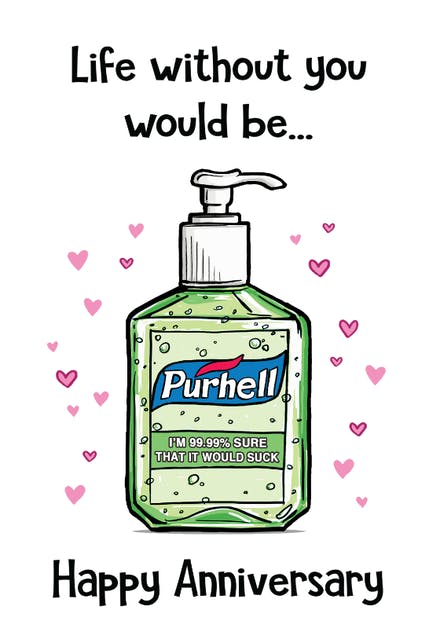 Life without you
would be...
Purhell
I'M 99.99% SURE
THAT IT WOULD SUCK
Happy Anniversary